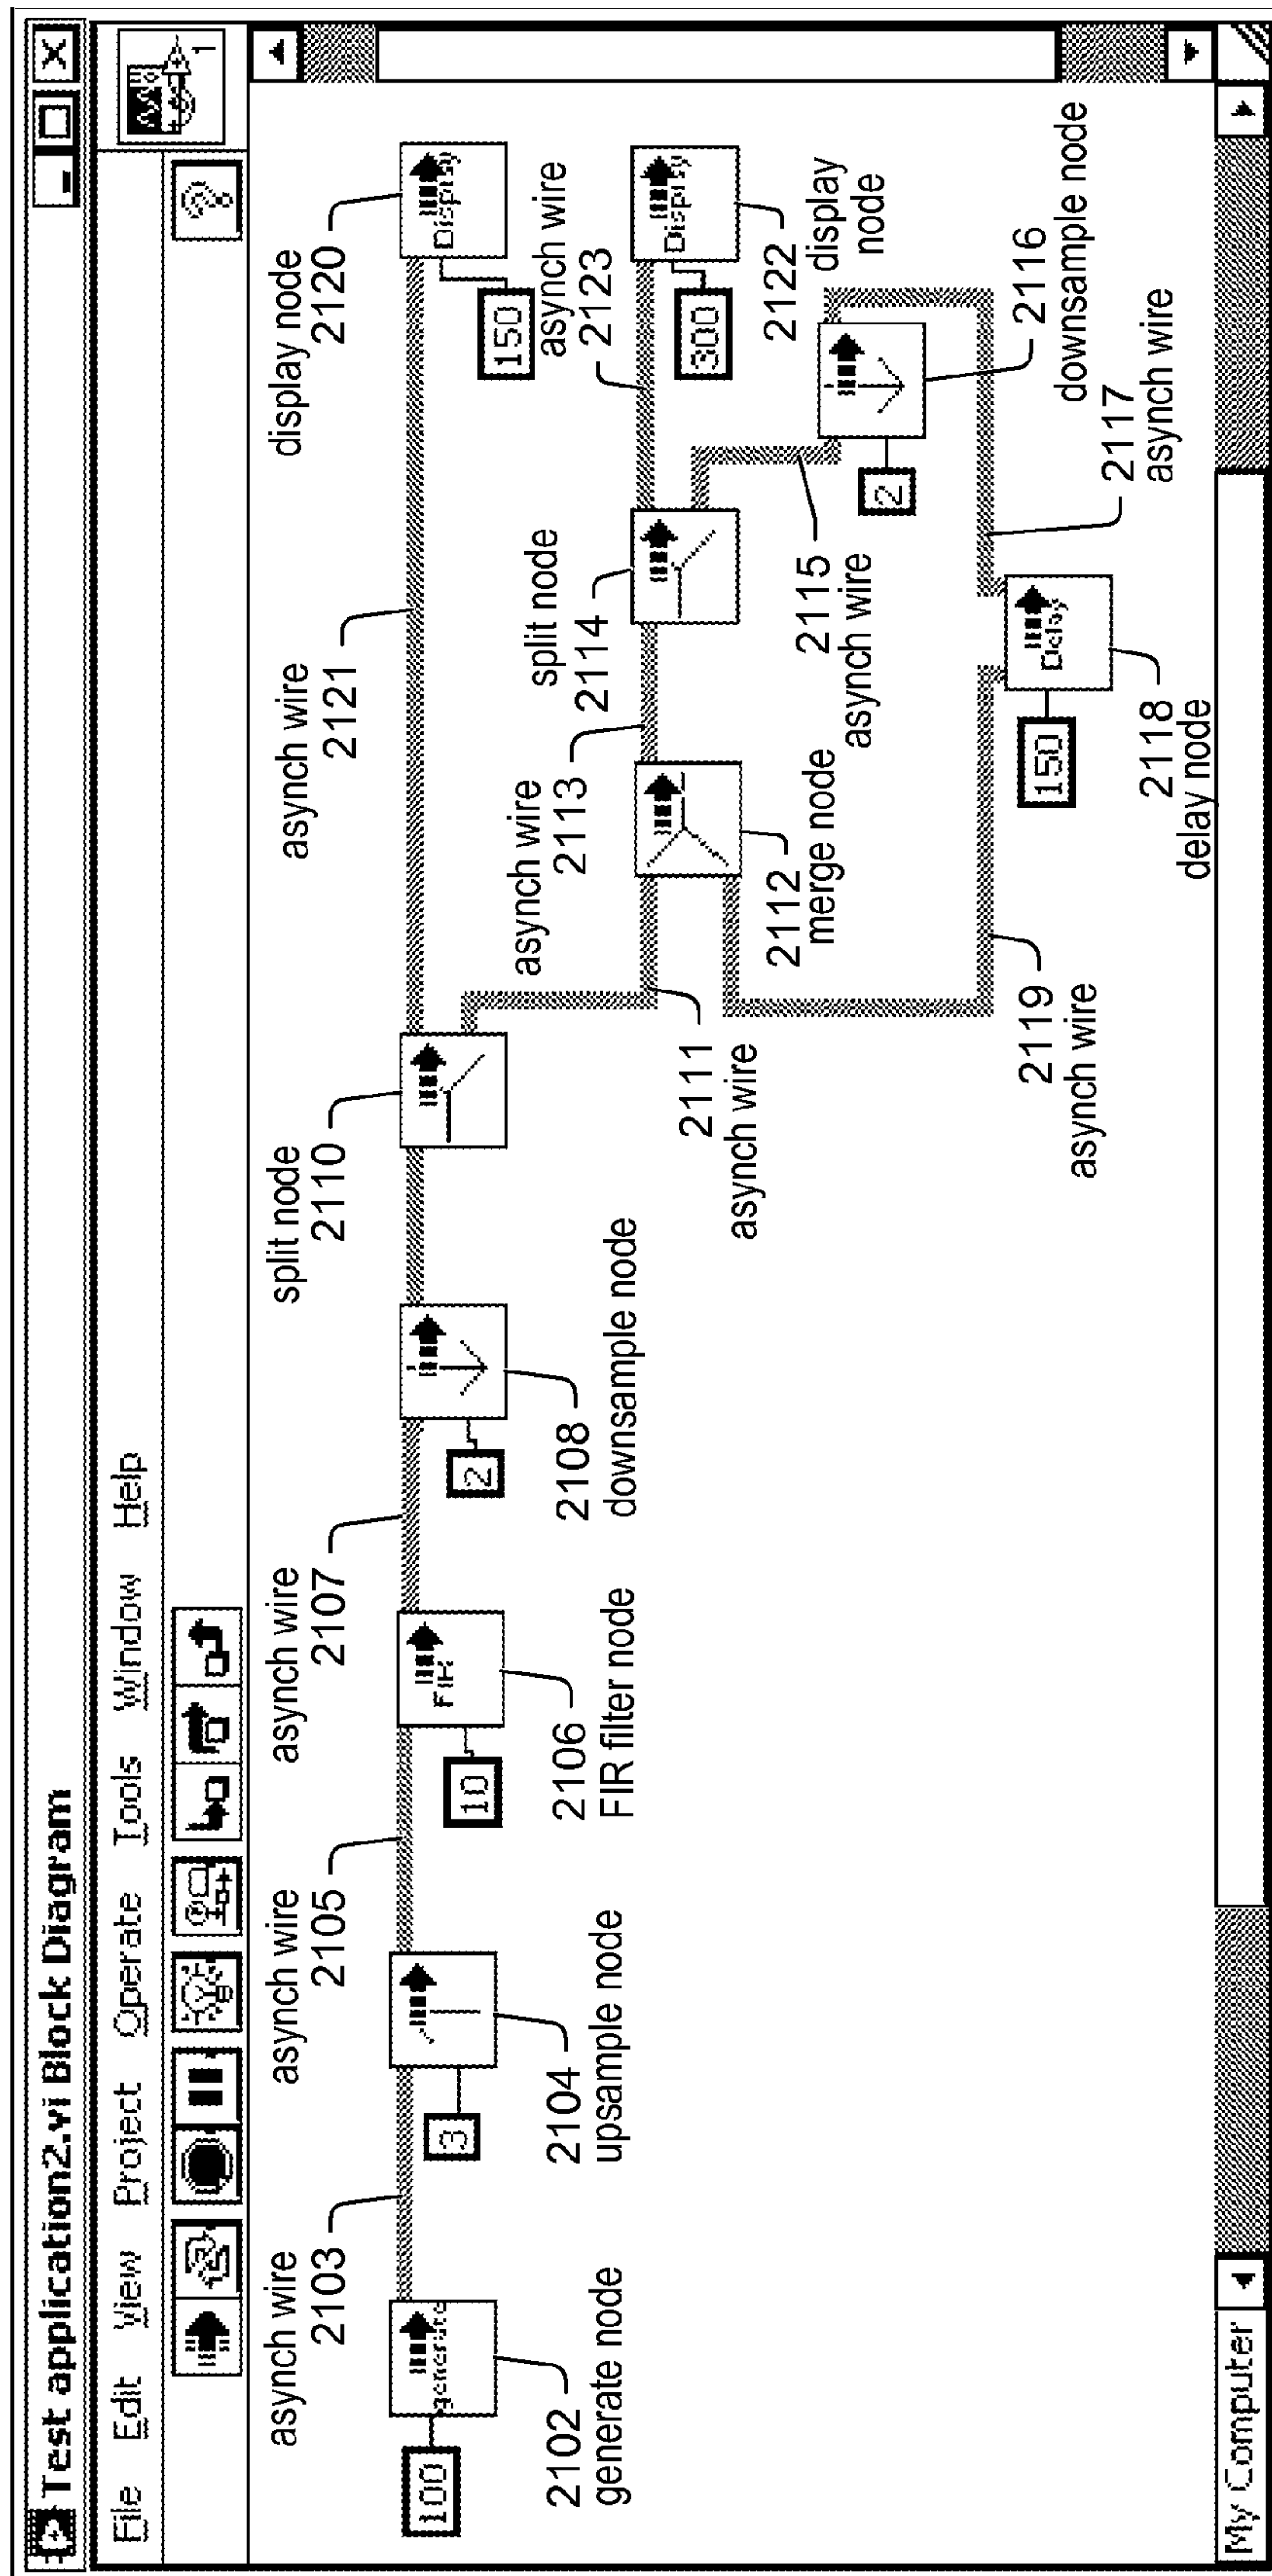 Test application2.vi Block Diagram
File Edit View Project Operate Tools Window Help
asynch wire
2103
asynch wire
2105
asynch wire
2107
split node
2110
asynch wire
2121
display node
2120
100
generate
3
10
FIR
2
Display
150
2102
generate node
2104
upsample node
2106
FIR filter node
2108
downsample node
asynch wire
2113
split node
2114
asynch wire
2123
Display
300
2111
asynch wire
2112
merge node
2115
asynch wire
2
2122
display
node
2116
downsample node
2119
asynch wire
150
Delay
2117
asynch wire
2118
delay node
My Computer
1
?